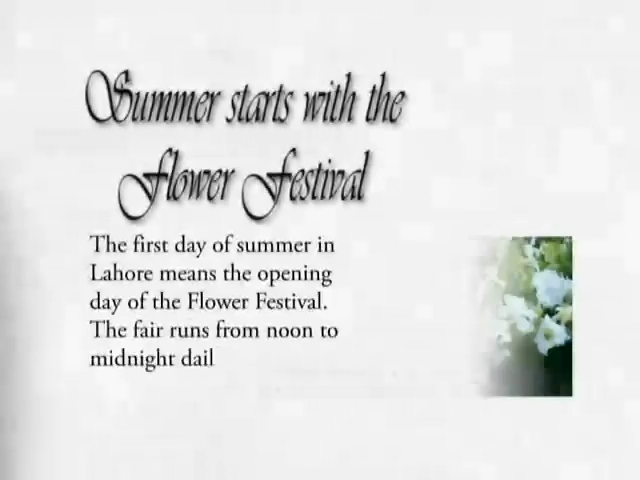 Summer starts with the
Flower Festival
The first day of summer in
Lahore means the opening
day of the Flower Festival.
The fair runs from noon to
midnight dail